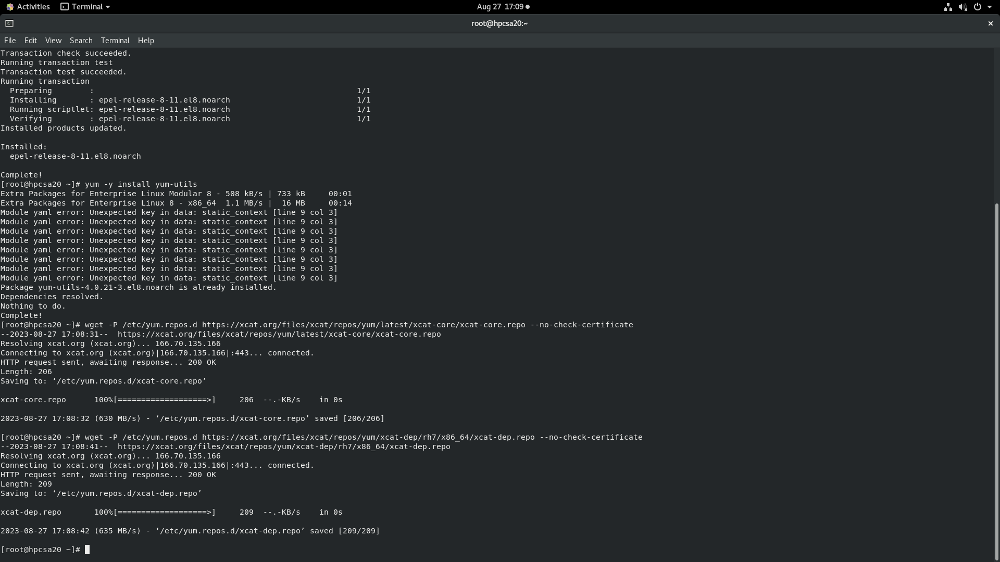 Activities Terminal Aug 27 17:09
root@hpcsa20:~
File Edit View Search Terminal Help
Transaction check succeeded.
Running transaction test
Transaction test succeeded.
Running transaction
  Preparing        :                                                        1/1
  Installing       : epel-release-8-11.el8.noarch                           1/1
  Running scriptlet: epel-release-8-11.el8.noarch                           1/1
  Verifying        : epel-release-8-11.el8.noarch                           1/1
Installed products updated.

Installed:
  epel-release-8-11.el8.noarch

Complete!
[root@hpcsa20 ~]# yum -y install yum-utils
Extra Packages for Enterprise Linux Modular 8 - 508 kB/s | 733 kB     00:01
Extra Packages for Enterprise Linux 8 - x86_64  1.1 MB/s |  16 MB     00:14
Module yaml error: Unexpected key in data: static_context [line 9 col 3]
Module yaml error: Unexpected key in data: static_context [line 9 col 3]
Module yaml error: Unexpected key in data: static_context [line 9 col 3]
Module yaml error: Unexpected key in data: static_context [line 9 col 3]
Module yaml error: Unexpected key in data: static_context [line 9 col 3]
Module yaml error: Unexpected key in data: static_context [line 9 col 3]
Module yaml error: Unexpected key in data: static_context [line 9 col 3]
Module yaml error: Unexpected key in data: static_context [line 9 col 3]
Package yum-utils-4.0.21-3.el8.noarch is already installed.
Dependencies resolved.
Nothing to do.
Complete!
[root@hpcsa20 ~]# wget -P /etc/yum.repos.d https://xcat.org/files/xcat/repos/yum/latest/xcat-core/xcat-core.repo --no-check-certificate
--2023-08-27 17:08:31--  https://xcat.org/files/xcat/repos/yum/latest/xcat-core/xcat-core.repo
Resolving xcat.org (xcat.org)... 166.70.135.166
Connecting to xcat.org (xcat.org)|166.70.135.166|:443... connected.
HTTP request sent, awaiting response... 200 OK
Length: 206
Saving to: ‘/etc/yum.repos.d/xcat-core.repo’

xcat-core.repo      100%[===================>]     206  --.-KB/s    in 0s

2023-08-27 17:08:32 (630 MB/s) - ‘/etc/yum.repos.d/xcat-core.repo’ saved [206/206]

[root@hpcsa20 ~]# wget -P /etc/yum.repos.d https://xcat.org/files/xcat/repos/yum/xcat-dep/rh7/x86_64/xcat-dep.repo --no-check-certificate
--2023-08-27 17:08:41--  https://xcat.org/files/xcat/repos/yum/xcat-dep/rh7/x86_64/xcat-dep.repo
Resolving xcat.org (xcat.org)... 166.70.135.166
Connecting to xcat.org (xcat.org)|166.70.135.166|:443... connected.
HTTP request sent, awaiting response... 200 OK
Length: 209
Saving to: ‘/etc/yum.repos.d/xcat-dep.repo’

xcat-dep.repo       100%[===================>]     209  --.-KB/s    in 0s

2023-08-27 17:08:42 (635 MB/s) - ‘/etc/yum.repos.d/xcat-dep.repo’ saved [209/209]

[root@hpcsa20 ~]#